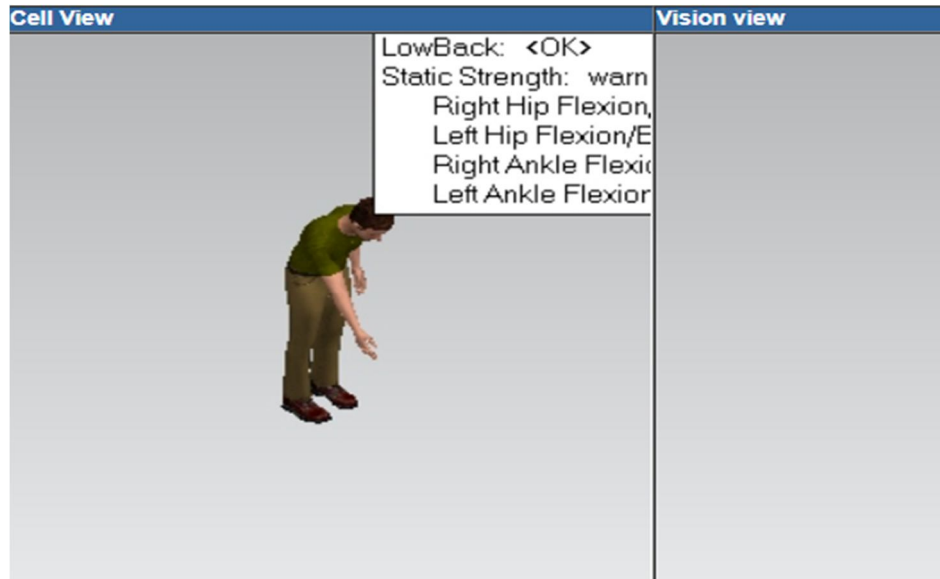 Cell View
Vision view
LowBack: <OK>
Static Strength: warn
Right Hip Flexion,
Left Hip Flexion/E
Right Ankle Flexic
Left Ankle Flexior